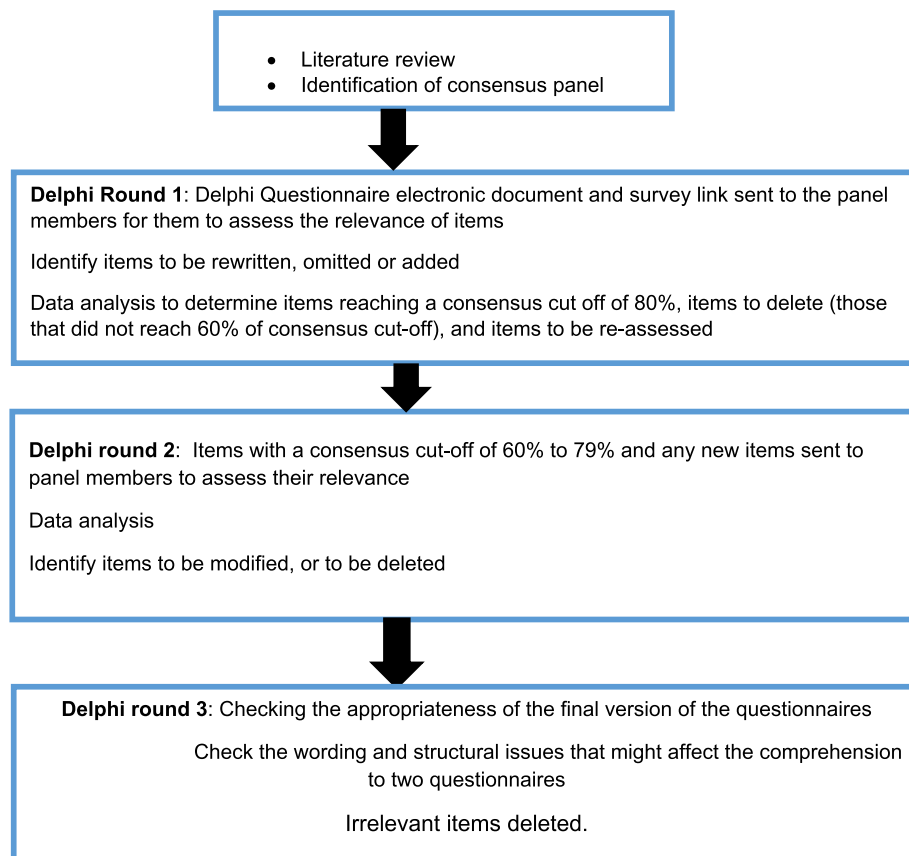 • Literature review
• Identification of consensus panel
Delphi Round 1: Delphi Questionnaire electronic document and survey link sent to the panel
members for them to assess the relevance of items
Identify items to be rewritten, omitted or added
Data analysis to determine items reaching a consensus cut off of 80%, items to delete (those
that did not reach 60% of consensus cut-off), and items to be re-assessed
Delphi round 2:  Items with a consensus cut-off of 60% to 79% and any new items sent to
panel members to assess their relevance
Data analysis
Identify items to be modified, or to be deleted
Delphi round 3: Checking the appropriateness of the final version of the questionnaires
Check the wording and structural issues that might affect the comprehension
to two questionnaires
Irrelevant items deleted.